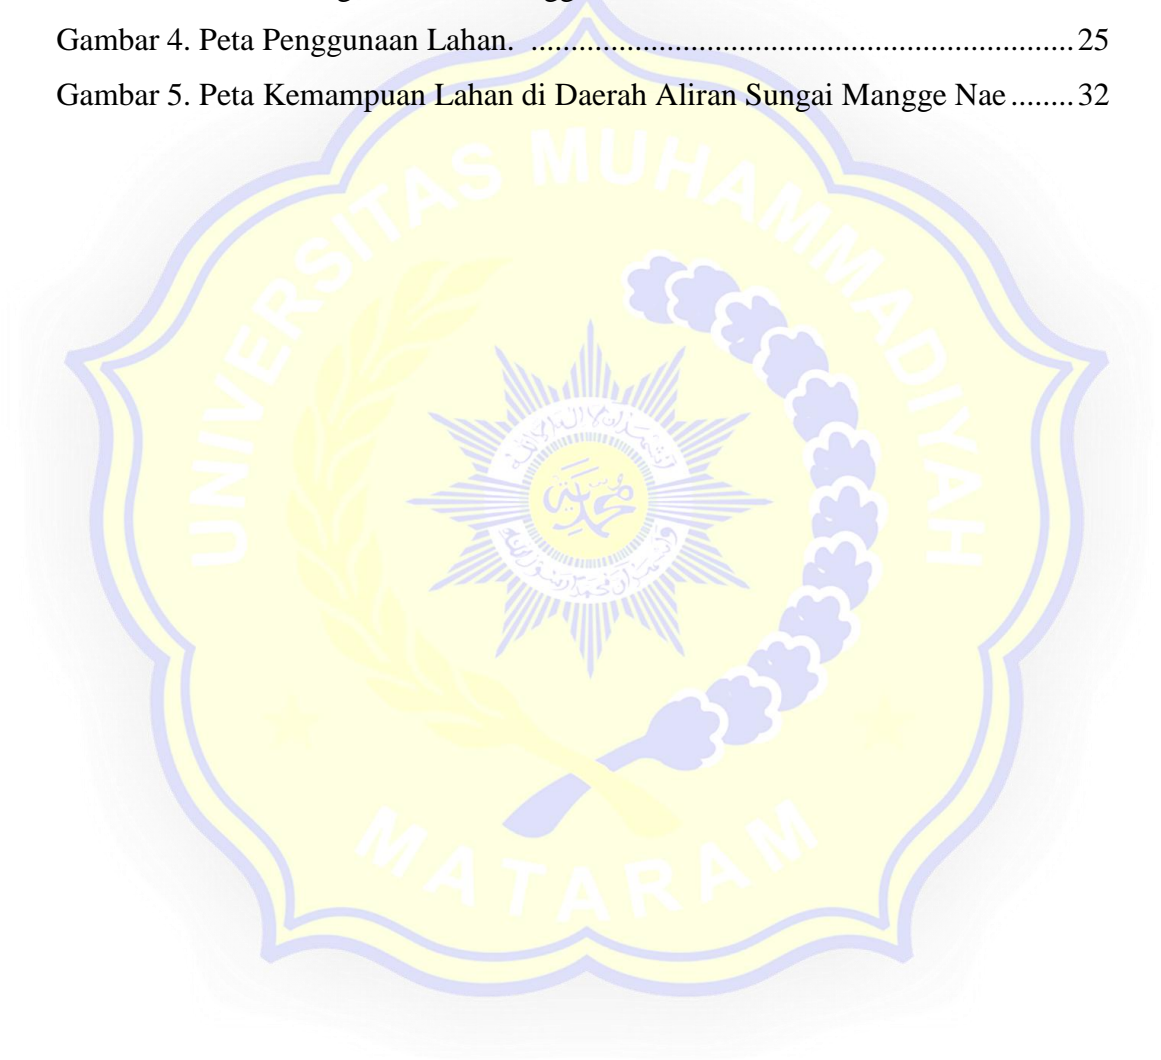 Gambar 4. Peta Penggunaan Lahan. ....................................................................25
Gambar 5. Peta Kemampuan Lahan di Daerah Aliran Sungai Mangge Nae........32
UNIVERSITAS MUHAMMADIYAH
MATARAM